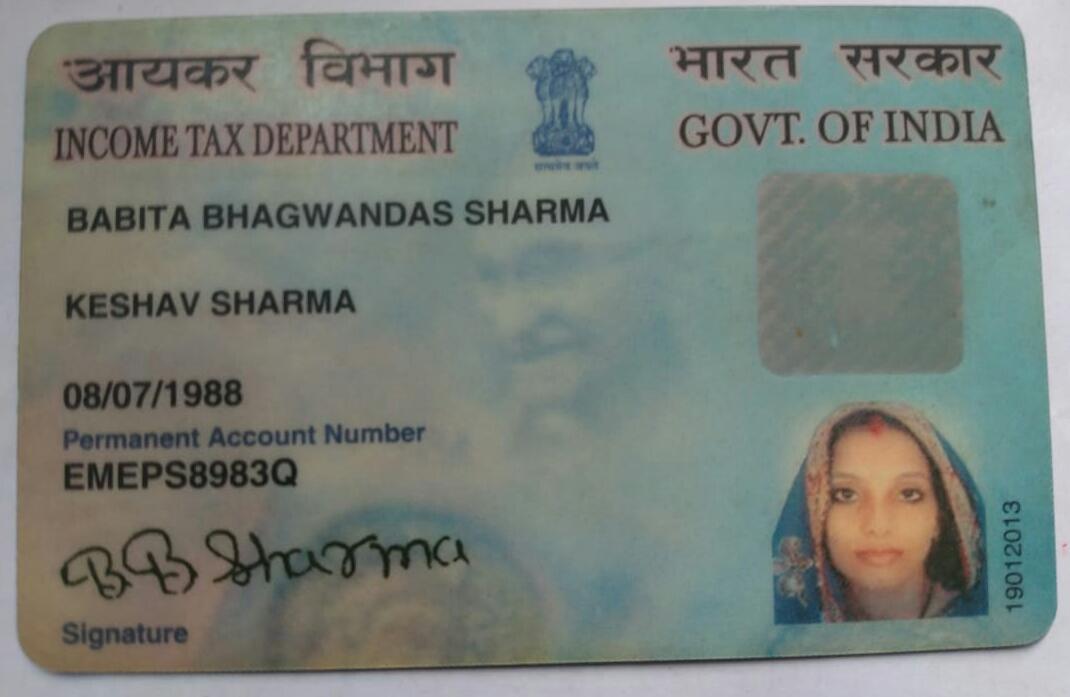 आयकर विभाग
INCOME TAX DEPARTMENT
सत्यमेव जयते
भारत सरकार
GOVT. OF INDIA
BABITA BHAGWANDAS SHARMA
KESHAV SHARMA
08/07/1988
Permanent Account Number
EMEPS8983Q
BB Sharma
Signature
19012013